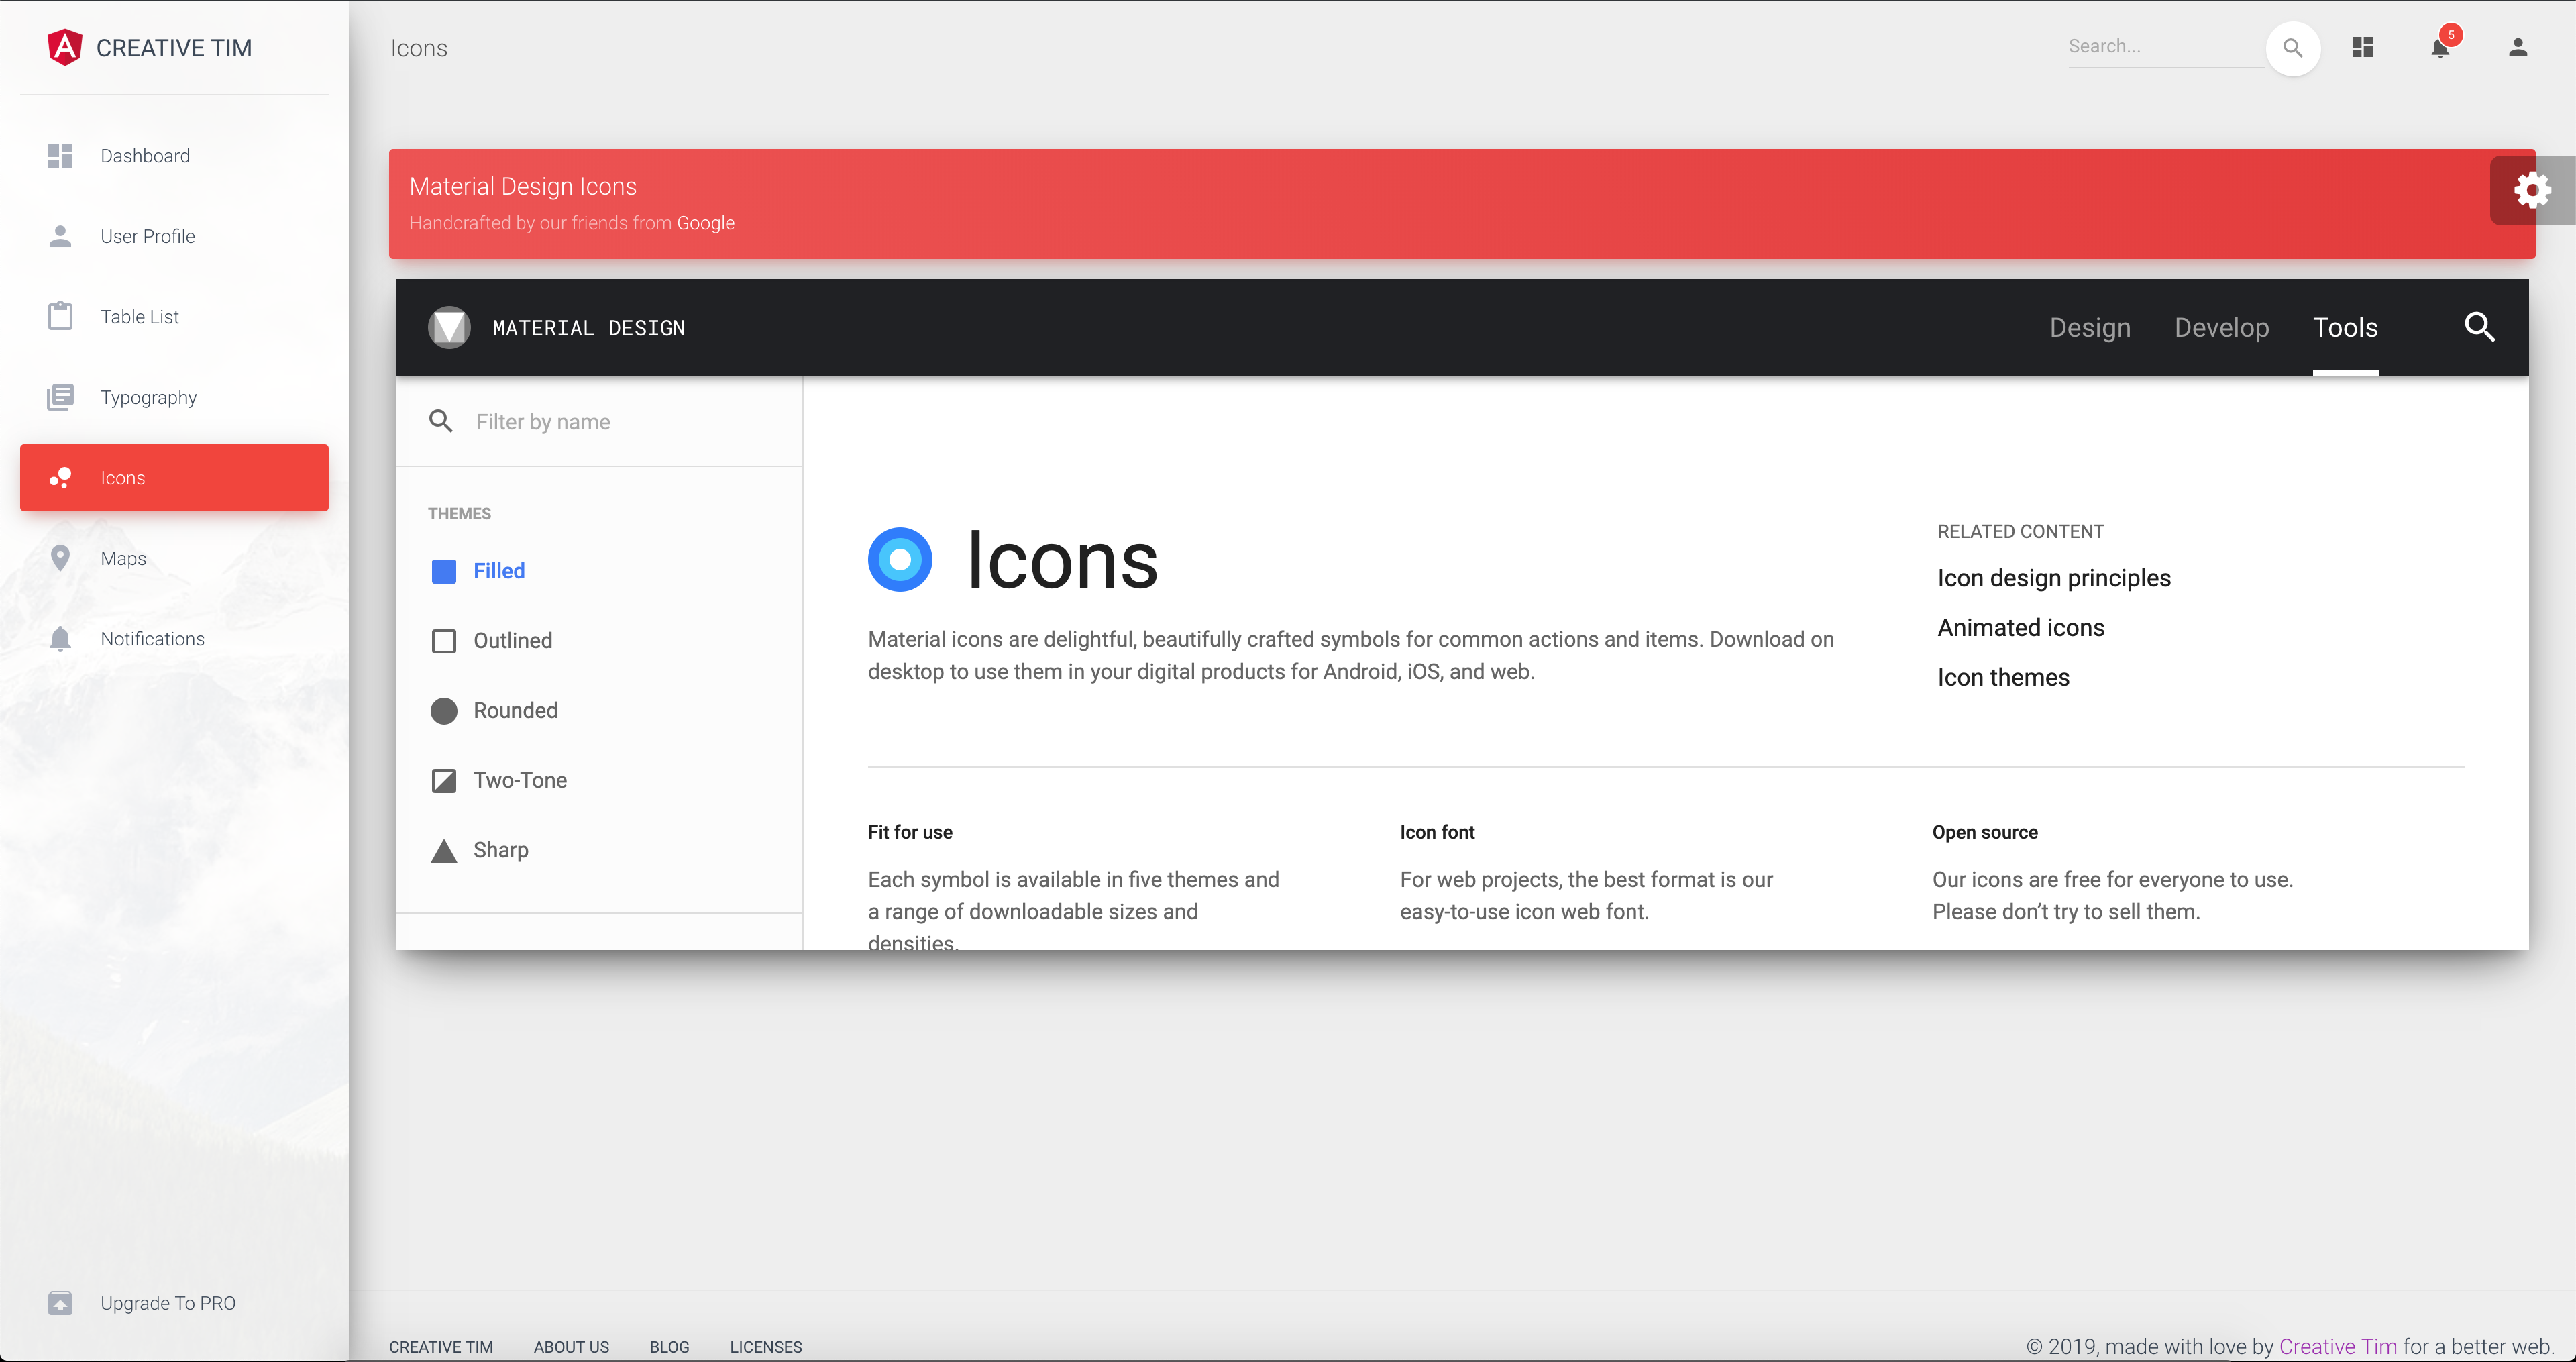 CREATIVE TIM
Dashboard
User Profile
Table List
Typography
Icons
Maps
Notifications
Upgrade To PRO
Icons
Search...
5
Material Design Icons
Handcrafted by our friends from Google
MATERIAL DESIGN
Design
Develop
Tools
Filter by name
THEMES
Filled
Outlined
Rounded
Two-Tone
Sharp
Icons
Material icons are delightful, beautifully crafted symbols for common actions and items. Download on
desktop to use them in your digital products for Android, iOS, and web.
RELATED CONTENT
Icon design principles
Animated icons
Icon themes
Fit for use
Each symbol is available in five themes and
a range of downloadable sizes and
densities.
Icon font
For web projects, the best format is our
easy-to-use icon web font.
Open source
Our icons are free for everyone to use.
Please don’t try to sell them.
CREATIVE TIM
ABOUT US
BLOG
LICENSES
© 2019, made with love by Creative Tim for a better web.